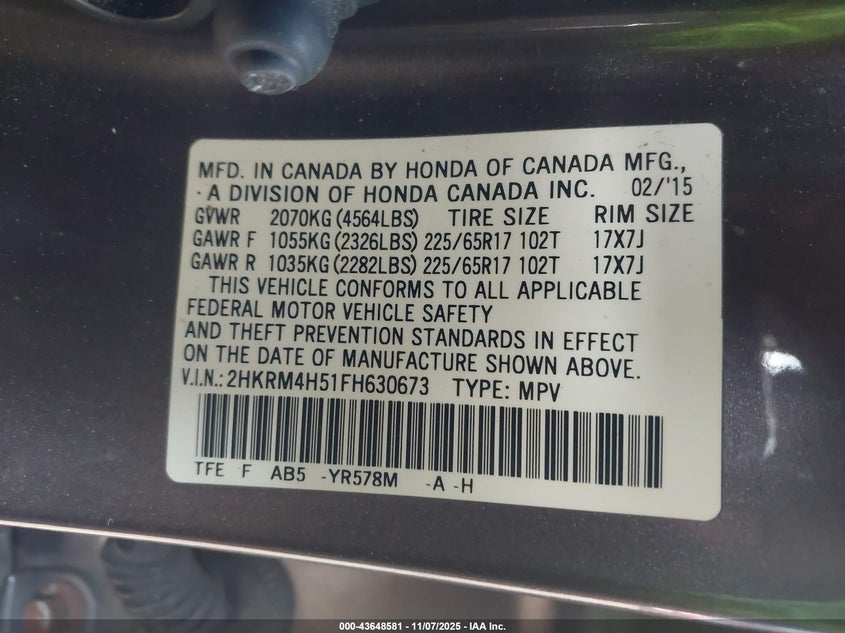 MFD. IN CANADA BY HONDA OF CANADA MFG.,
A DIVISION OF HONDA CANADA INC. 02/'15
GVWR 2070KG (4564LBS) TIRE SIZE RIM SIZE
GAWR F 1055KG (2326LBS) 225/65R17 102T 17X7J
GAWR R 1035KG (2282LBS) 225/65R17 102T 17X7J
THIS VEHICLE CONFORMS TO ALL APPLICABLE
FEDERAL MOTOR VEHICLE SAFETY
AND THEFT PREVENTION STANDARDS IN EFFECT
ON THE DATE OF MANUFACTURE SHOWN ABOVE.
V.I.N.: 2HKRM4H51FH630673 TYPE: MPV
TFE F AB5 -YR578M -A -H
000-43648581 - 11/07/2025 - IAA Inc.